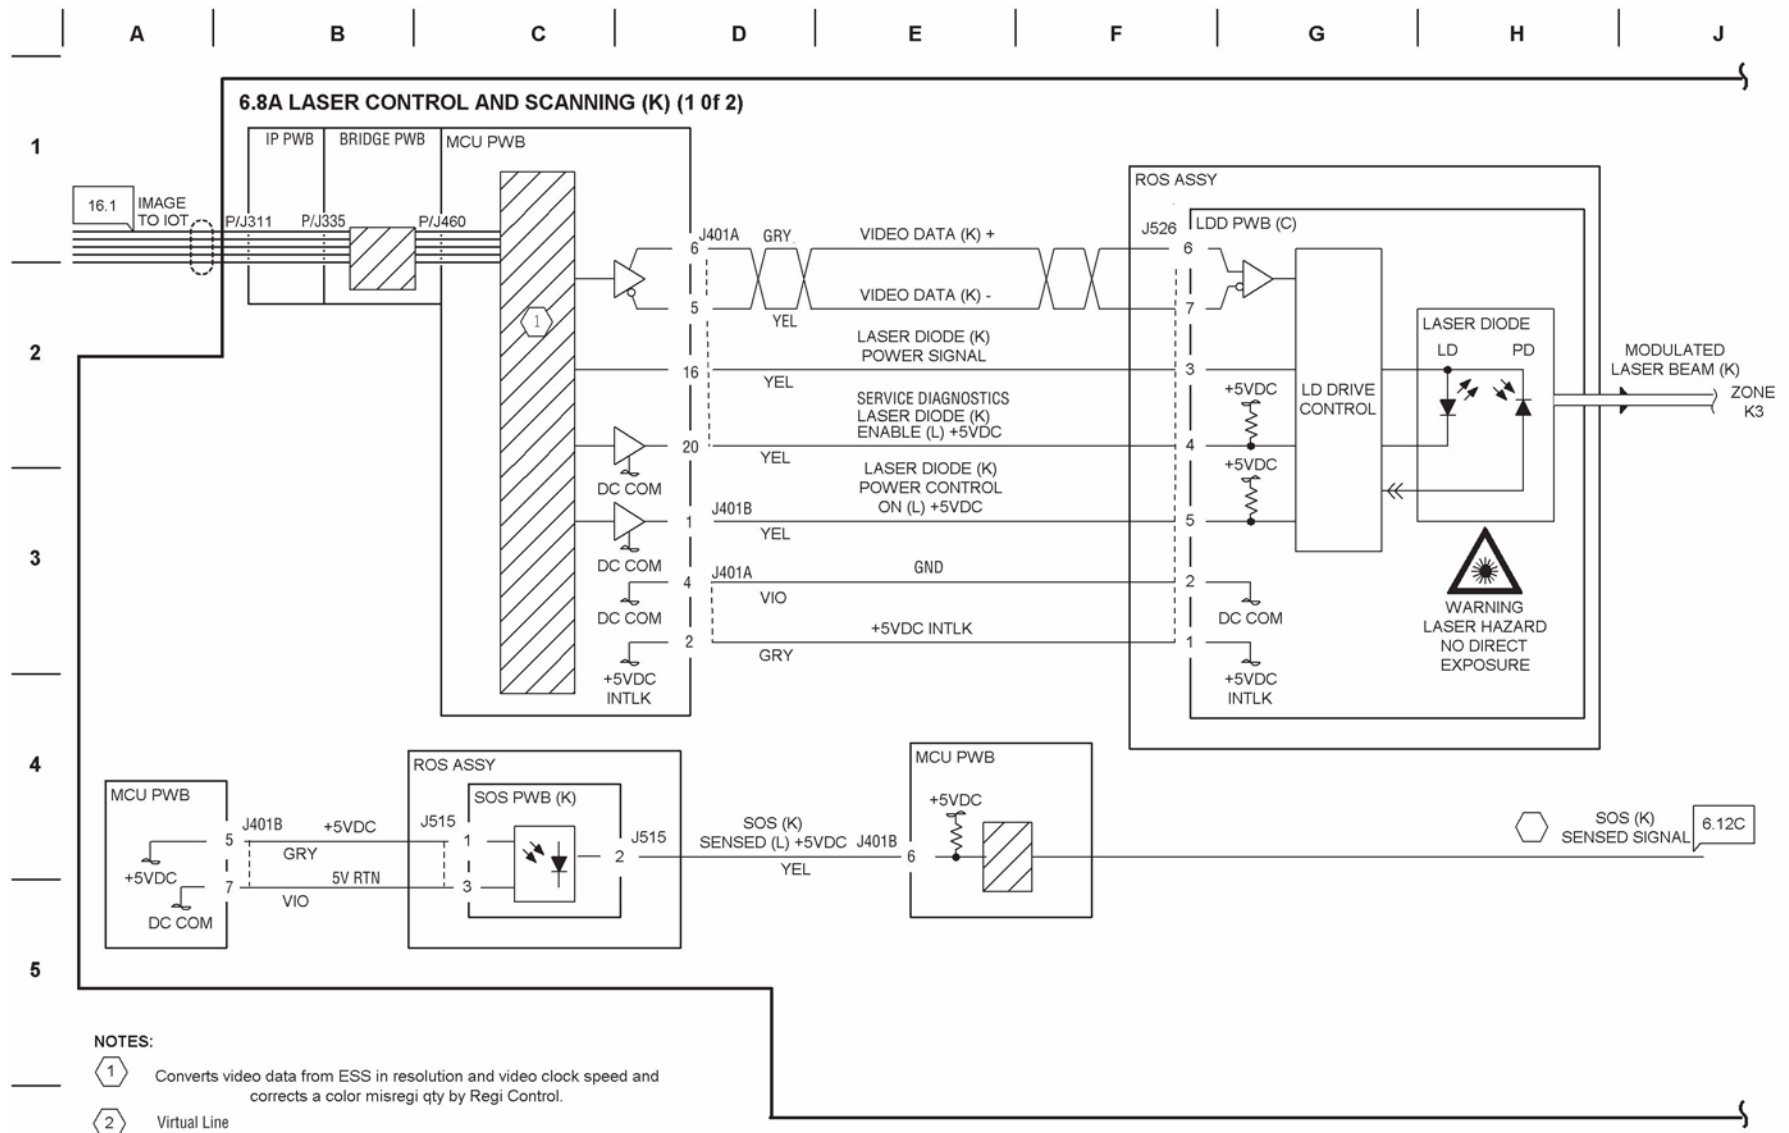 A B C D E F G H J
6.8A LASER CONTROL AND SCANNING (K) (1 0f 2)
1
IP PWB
BRIDGE PWB
MCU PWB
16.1
IMAGE
TO IOT
P/J311
P/J335
P/J460
1
6
J401A
GRY
VIDEO DATA (K) +
5
YEL
VIDEO DATA (K) -
ROS ASSY
J526
LDD PWB (C)
6
7
2
LASER DIODE (K)
POWER SIGNAL
16
YEL
3
SERVICE DIAGNOSTICS
LASER DIODE (K)
ENABLE (L) +5VDC
20
YEL
4
DC COM
LASER DIODE (K)
POWER CONTROL
ON (L) +5VDC
1
J401B
YEL
5
DC COM
+5VDC
+5VDC
LD DRIVE
CONTROL
LASER DIODE
LD
PD
MODULATED
LASER BEAM (K)
ZONE
K3
3
4
J401A
GND
VIO
2
DC COM
DC COM
+5VDC INTLK
2
GRY
1
+5VDC
INTLK
+5VDC
INTLK
WARNING
LASER HAZARD
NO DIRECT
EXPOSURE
4
MCU PWB
5
J401B
+5VDC
GRY
+5VDC
7
5V RTN
VIO
DC COM
ROS ASSY
SOS PWB (K)
J515
1
3
J515
2
SOS (K)
SENSED (L) +5VDC
YEL
J401B
6
MCU PWB
+5VDC
SOS (K)
SENSED SIGNAL
6.12C
5
NOTES:
1
Converts video data from ESS in resolution and video clock speed and
corrects a color misregi qty by Regi Control.
2
Virtual Line